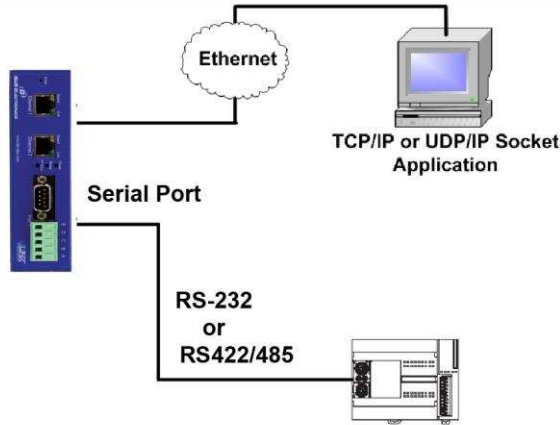 Ethernet
TCP/IP or UDP/IP Socket
Application
Serial Port
RS-232
or
RS422/485